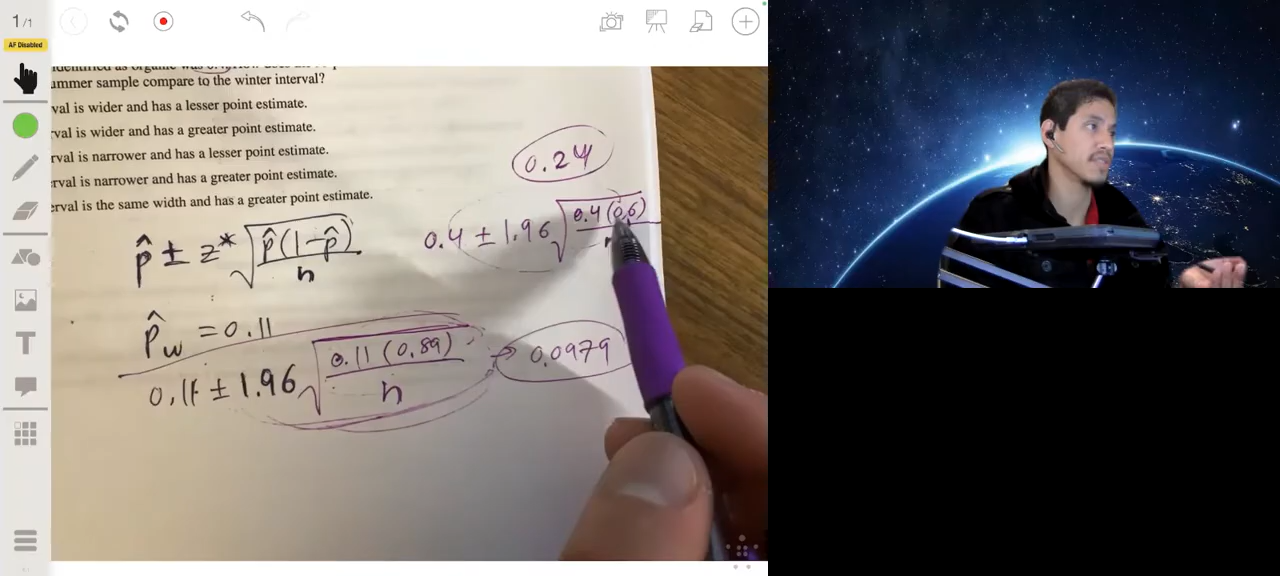 1/1
AF Disabled
ummer sample compare to the winter interval?
val is wider and has a lesser point estimate.
rval is wider and has a greater point estimate.
rval is narrower and has a lesser point estimate.
erval is narrower and has a greater point estimate.
erval is the same width and has a greater point estimate.
0.24
p̂ ± z* √(p̂(1-p̂)/n)
0.4 ± 1.96 √(0.4(0.6)/
p̂w = 0.11
0.11 ± 1.96 √(0.11(0.89)/n) → 0.0979
T